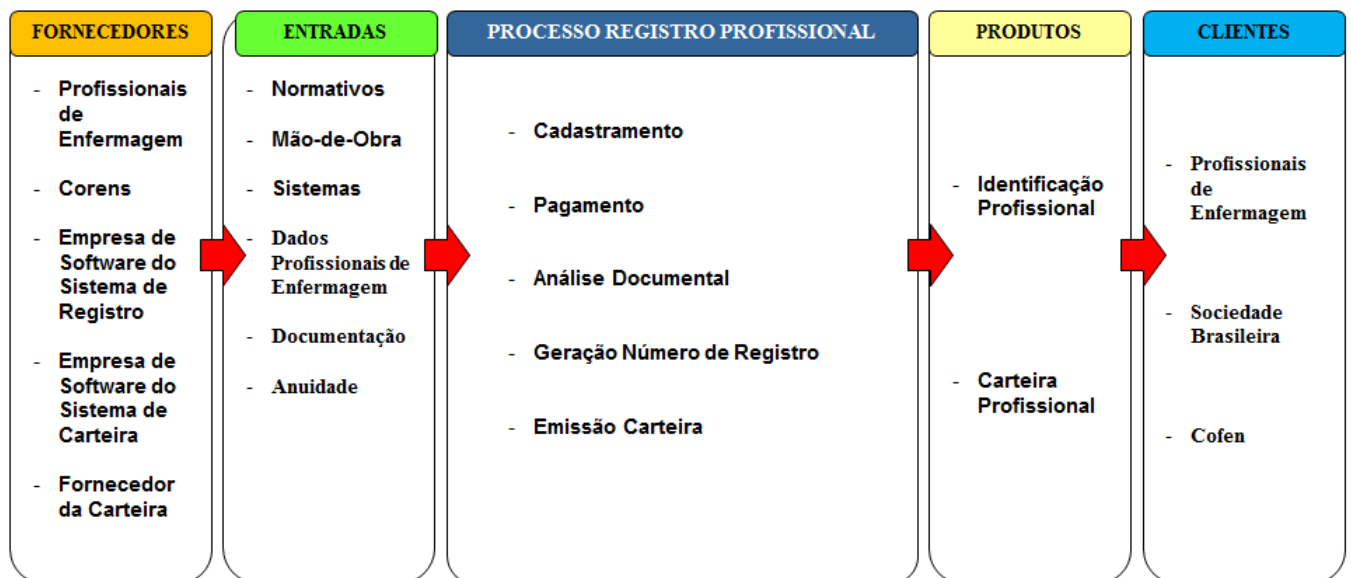 FORNECEDORES
- Profissionais
de
Enfermagem
- Corens
- Empresa de
Software do
Sistema de
Registro
- Empresa de
Software do
Sistema de
Carteira
- Fornecedor
da Carteira
ENTRADAS
- Normativos
- Mão-de-Obra
- Sistemas
- Dados
Profissionais de
Enfermagem
- Documentação
- Anuidade
PROCESSO REGISTRO PROFISSIONAL
- Cadastramento
- Pagamento
- Análise Documental
- Geração Número de Registro
- Emissão Carteira
PRODUTOS
- Identificação
Profissional
- Carteira
Profissional
CLIENTES
- Profissionais
de
Enfermagem
- Sociedade
Brasileira
- Cofen